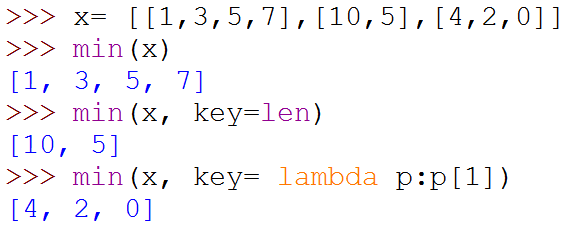 >>> x= [[1,3,5,7],[10,5],[4,2,0]]
>>> min(x)
[1, 3, 5, 7]
>>> min(x, key=len)
[10, 5]
>>> min(x, key= lambda p:p[1])
[4, 2, 0]